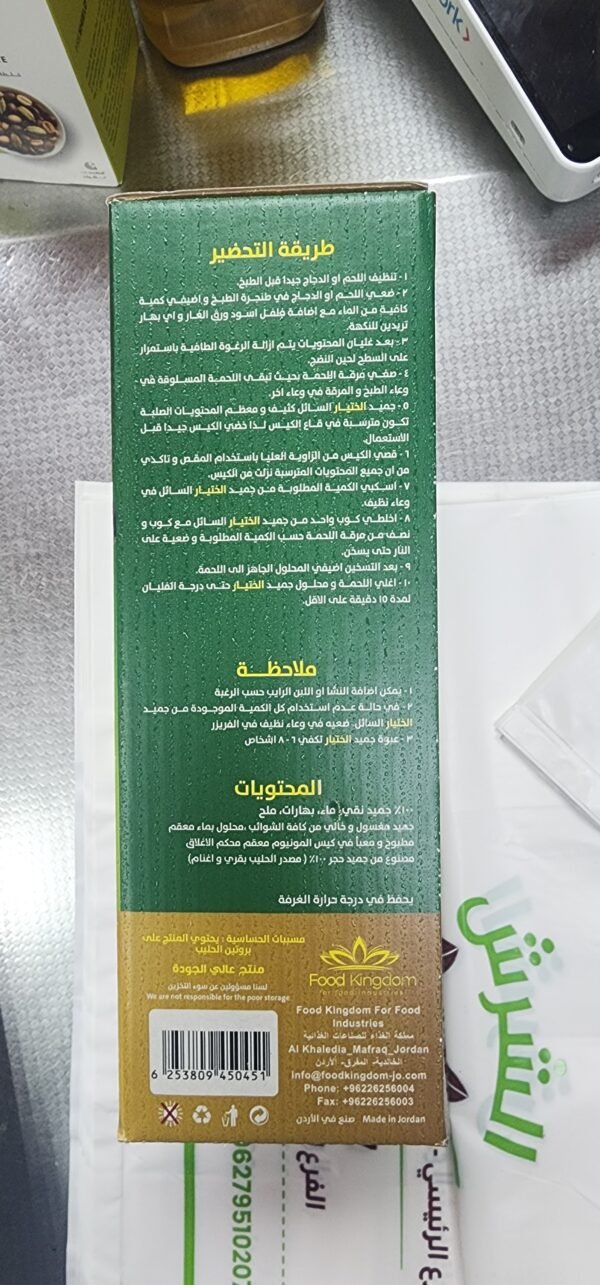 ork
طريقة التحضير
١- تنظيف اللحم او الدجاج جيدا قبل الطبخ.
٢- ضعي اللحم او الدجاج في طنجرة الطبخ و اضيفي كمية
كافية من الماء مع اضافة فلفل اسود ورق الغار و اي بهار
تريدين للنكهة.
٣- بعد غليان المحتويات يتم ازالة الرغوة الطافية باستمرار
على السطح لحين النضج.
٤- صفي مرقة اللحمة بحيث تبقى اللحمة المسلوقة في
وعاء الطبخ و المرقة في وعاء اخر.
٥- جميد الختيار السائل كثيف و معظم المحتويات الصلبة
تكون مترسبة في قاع الكيس لذا خضي الكيس جيدا قبل
الاستعمال.
٦- قصي الكيس من الزاوية العليا باستخدام المقص و تاكدي
من ان جميع المحتويات المترسبة نزلت من الكيس.
٧- اسكبي الكمية المطلوبة من جميد الختيار السائل في
وعاء نظيف.
٨- اخلطي كوب واحد من جميد الختيار السائل مع كوب و
نصف من مرقة اللحمة حسب الكمية المطلوبة و ضعية على
النار حتى يسخن.
٩- بعد التسخين اضيفي المحلول الجاهز الى اللحمة.
١٠- اغلي اللحمة و محلول جميد الختيار حتى درجة الغليان
لمدة ١٥ دقيقة على الاقل.
ملاحظة
١- يمكن اضافة النشا او اللبن الرايب حسب الرغبة
٢- في حالة عدم استخدام كل الكمية الموجودة من جميد
الختيار السائل، ضعيه في وعاء نظيف في الفريزر
٣- عبوة جميد الختيار تكفي ٦-٨ اشخاص
المحتويات
١٠٠٪ جميد نقي، ماء، بهارات، ملح
جميد مغسول و خالي من كافة الشوائب ،محلول بماء معقم
مطبوخ و معبأ في كيس المونيوم معقم محكم الاغلاق
مصنوع من جميد حجر ١٠٠٪ ( مصدر الحليب بقري و اغنام)
يحفظ في درجة حرارة الغرفة
مسببات الحساسية : يحتوي المنتج على
بروتين الحليب
منتج عالي الجودة
لسنا مسؤولين عن سوء التخزين
We are not responsible for the poor storage
6 253809 450451
Food Kingdom
for food industries
Food Kingdom For Food
Industries
مملكة الغذاء للصناعات الغذائية
Al Khaledia_Mafraq_Jordan
الخالدية- المفرق- الأردن
Info@foodkingdom-jo.com
Phone: +96226256004
Fax: +96226256003
صنع في الأردن Made in Jordan
الشرش
الفرع
ع الرئيسي -
6279510207